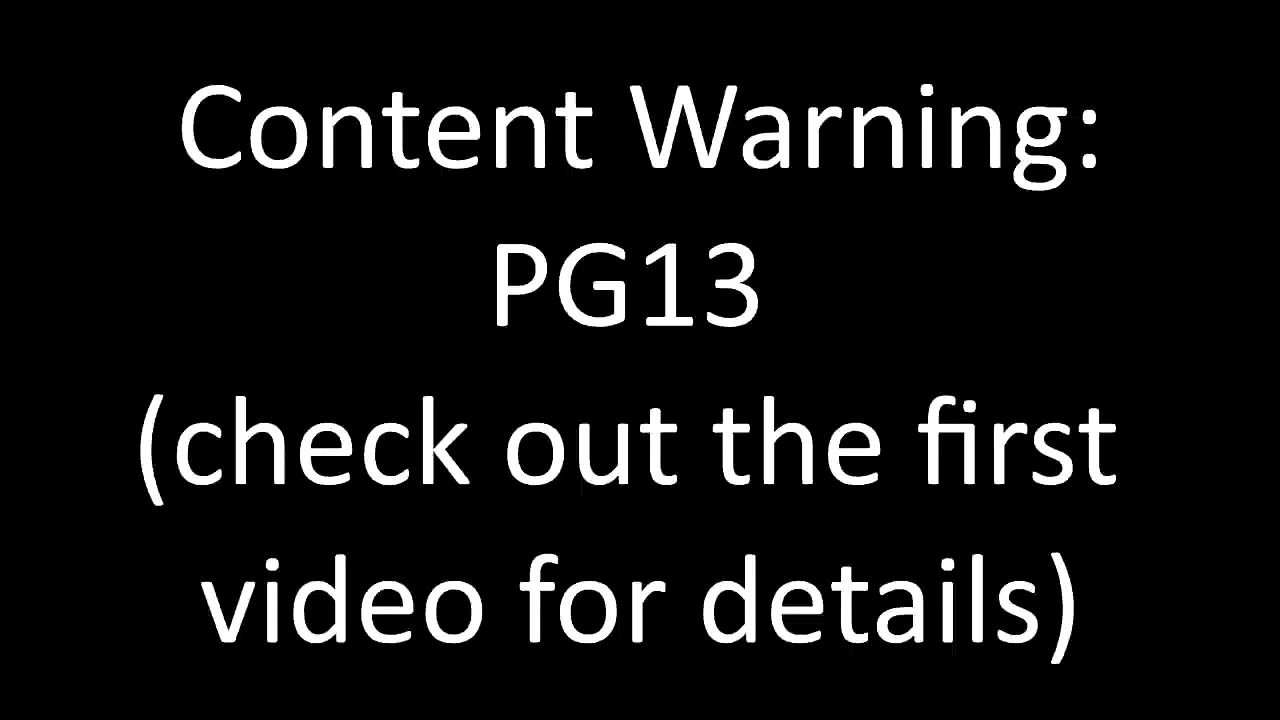 Content Warning:
PG13
(check out the first
video for details)